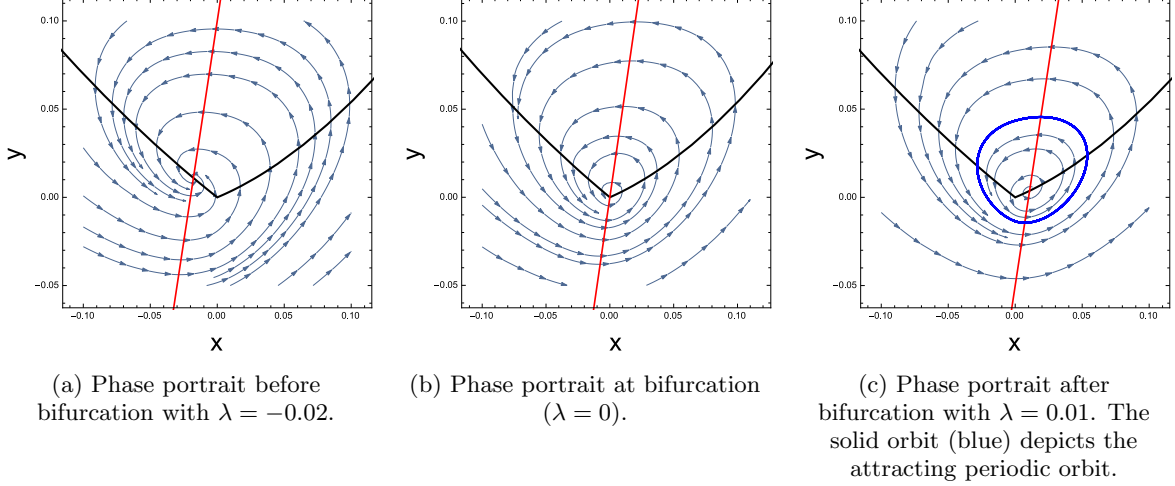 0.10
0.05
0.00
-0.05
y
-0.10 -0.05 0.00 0.05 0.10
x
(a) Phase portrait before
bifurcation with λ = −0.02.
0.10
0.05
0.00
-0.05
y
-0.10 -0.05 0.00 0.05 0.10
x
(b) Phase portrait at bifurcation
(λ = 0).
0.10
0.05
0.00
-0.05
y
-0.10 -0.05 0.00 0.05 0.10
x
(c) Phase portrait after
bifurcation with λ = 0.01. The
solid orbit (blue) depicts the
attracting periodic orbit.